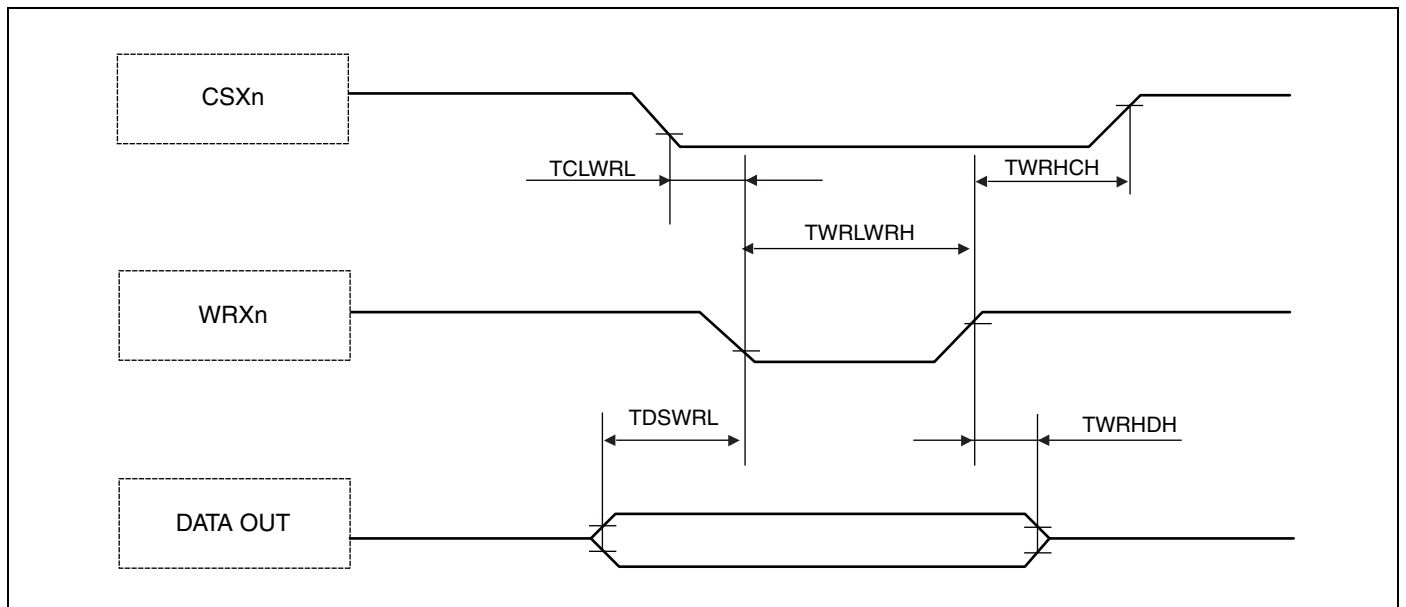 CSXn
TCLWRL
TWRHCH
TWRLWRH
WRXn
TDSWRL
TWRHDH
DATA OUT